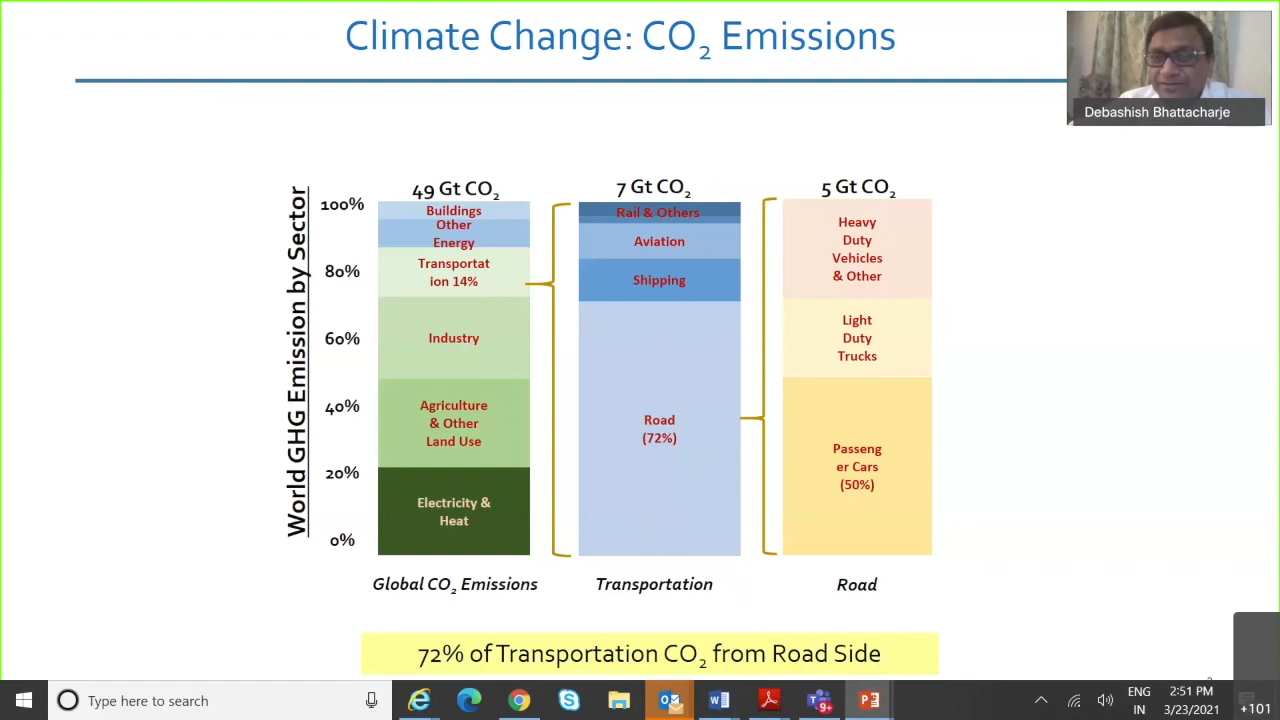 Climate Change: CO₂ Emissions
Debashish Bhattacharje
World GHG Emission by Sector
100%
80%
60%
40%
20%
0%
49 Gt CO₂
Buildings
Other
Energy
Transportat
ion 14%
Industry
Agriculture
& Other
Land Use
Electricity &
Heat
Global CO₂ Emissions
7 Gt CO₂
Rail & Others
Aviation
Shipping
Road
(72%)
Transportation
5 Gt CO₂
Heavy
Duty
Vehicles
& Other
Light
Duty
Trucks
Passeng
er Cars
(50%)
Road
72% of Transportation CO₂ from Road Side
Type here to search
9+
ENG
IN
2:51 PM
3/23/2021
+101